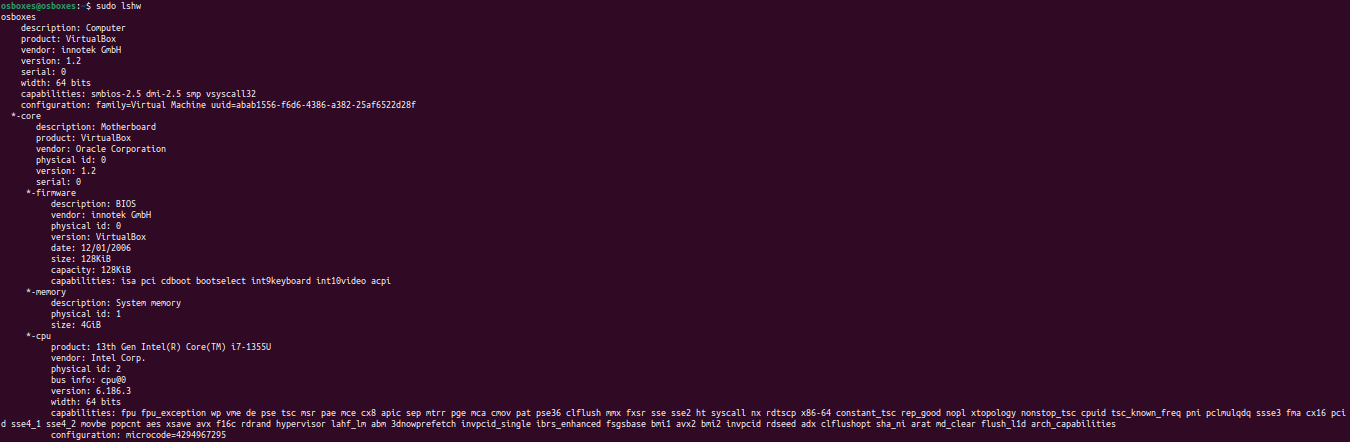 osboxes@osboxes:~$ sudo lshw
osboxes
description: Computer
product: VirtualBox
vendor: innotek GmbH
version: 1.2
serial: 0
width: 64 bits
capabilities: smbios-2.5 dmi-2.5 smp vsyscall32
configuration: family=Virtual Machine uuid=abab1556-f6d6-4386-a382-25af6522d28f
*-core
description: Motherboard
product: VirtualBox
vendor: Oracle Corporation
physical id: 0
version: 1.2
serial: 0
*-firmware
description: BIOS
vendor: innotek GmbH
physical id: 0
version: VirtualBox
date: 12/01/2006
size: 128KiB
capacity: 128KiB
capabilities: isa pci cdboot bootselect int9keyboard int10video acpi
*-memory
description: System memory
physical id: 1
size: 4GiB
*-cpu
product: 13th Gen Intel(R) Core(TM) i7-1355U
vendor: Intel Corp.
physical id: 2
bus info: cpu@0
version: 6.186.3
width: 64 bits
capabilities: fpu fpu_exception wp vme de pse tsc msr pae mce cx8 apic sep mtrr pge mca cmov pat pse36 clflush mmx fxsr sse sse2 ht syscall nx rdtscp x86-64 constant_tsc rep_good nopl xtopology nonstop_tsc cpuid tsc_known_freq pni pclmulqdq ssse3 fma cx16 pci
d sse4_1 sse4_2 movbe popcnt aes xsave avx f16c rdrand hypervisor lahf_lm abm 3dnowprefetch invpcid_single ibrs_enhanced fsgsbase bmi1 avx2 bmi2 invpcid rdseed adx clflushopt sha_ni arat md_clear flush_l1d arch_capabilities
configuration: microcode=4294967295